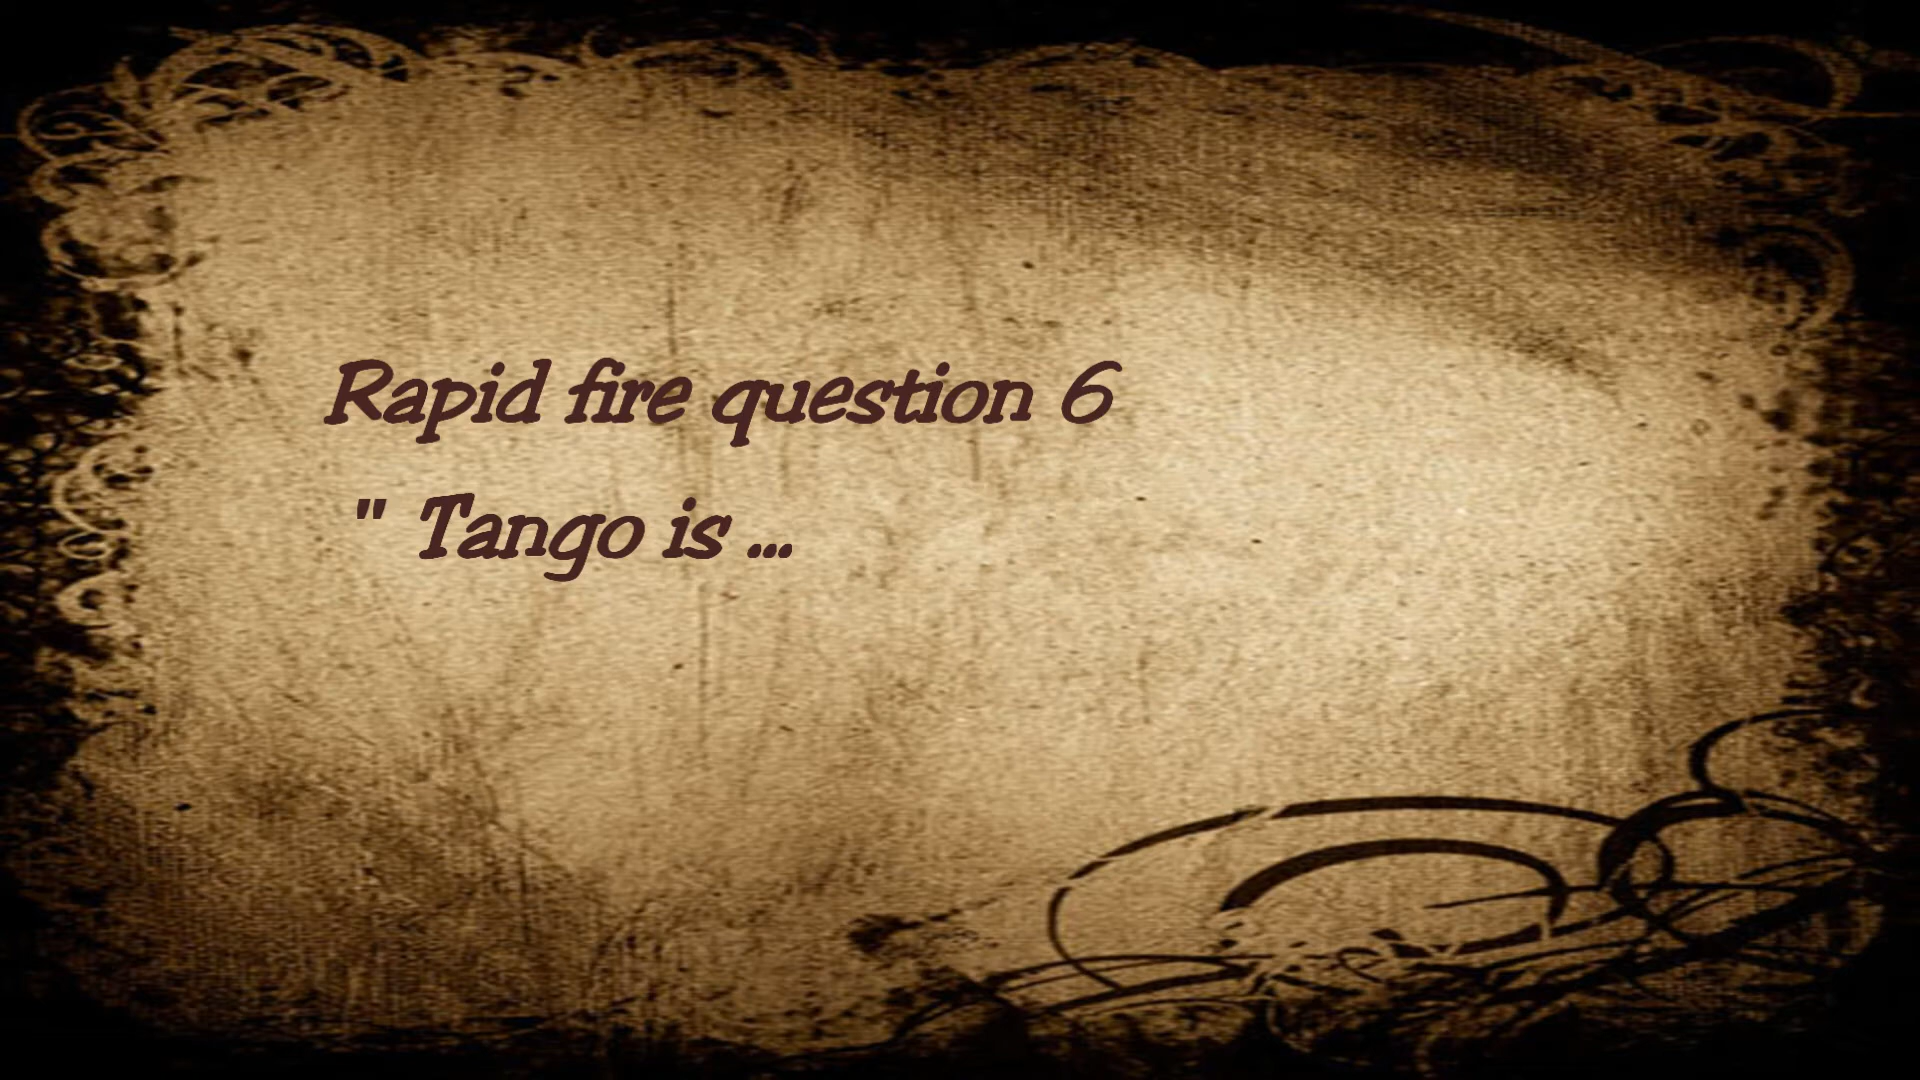 Rapid fire question 6
" Tango is ...